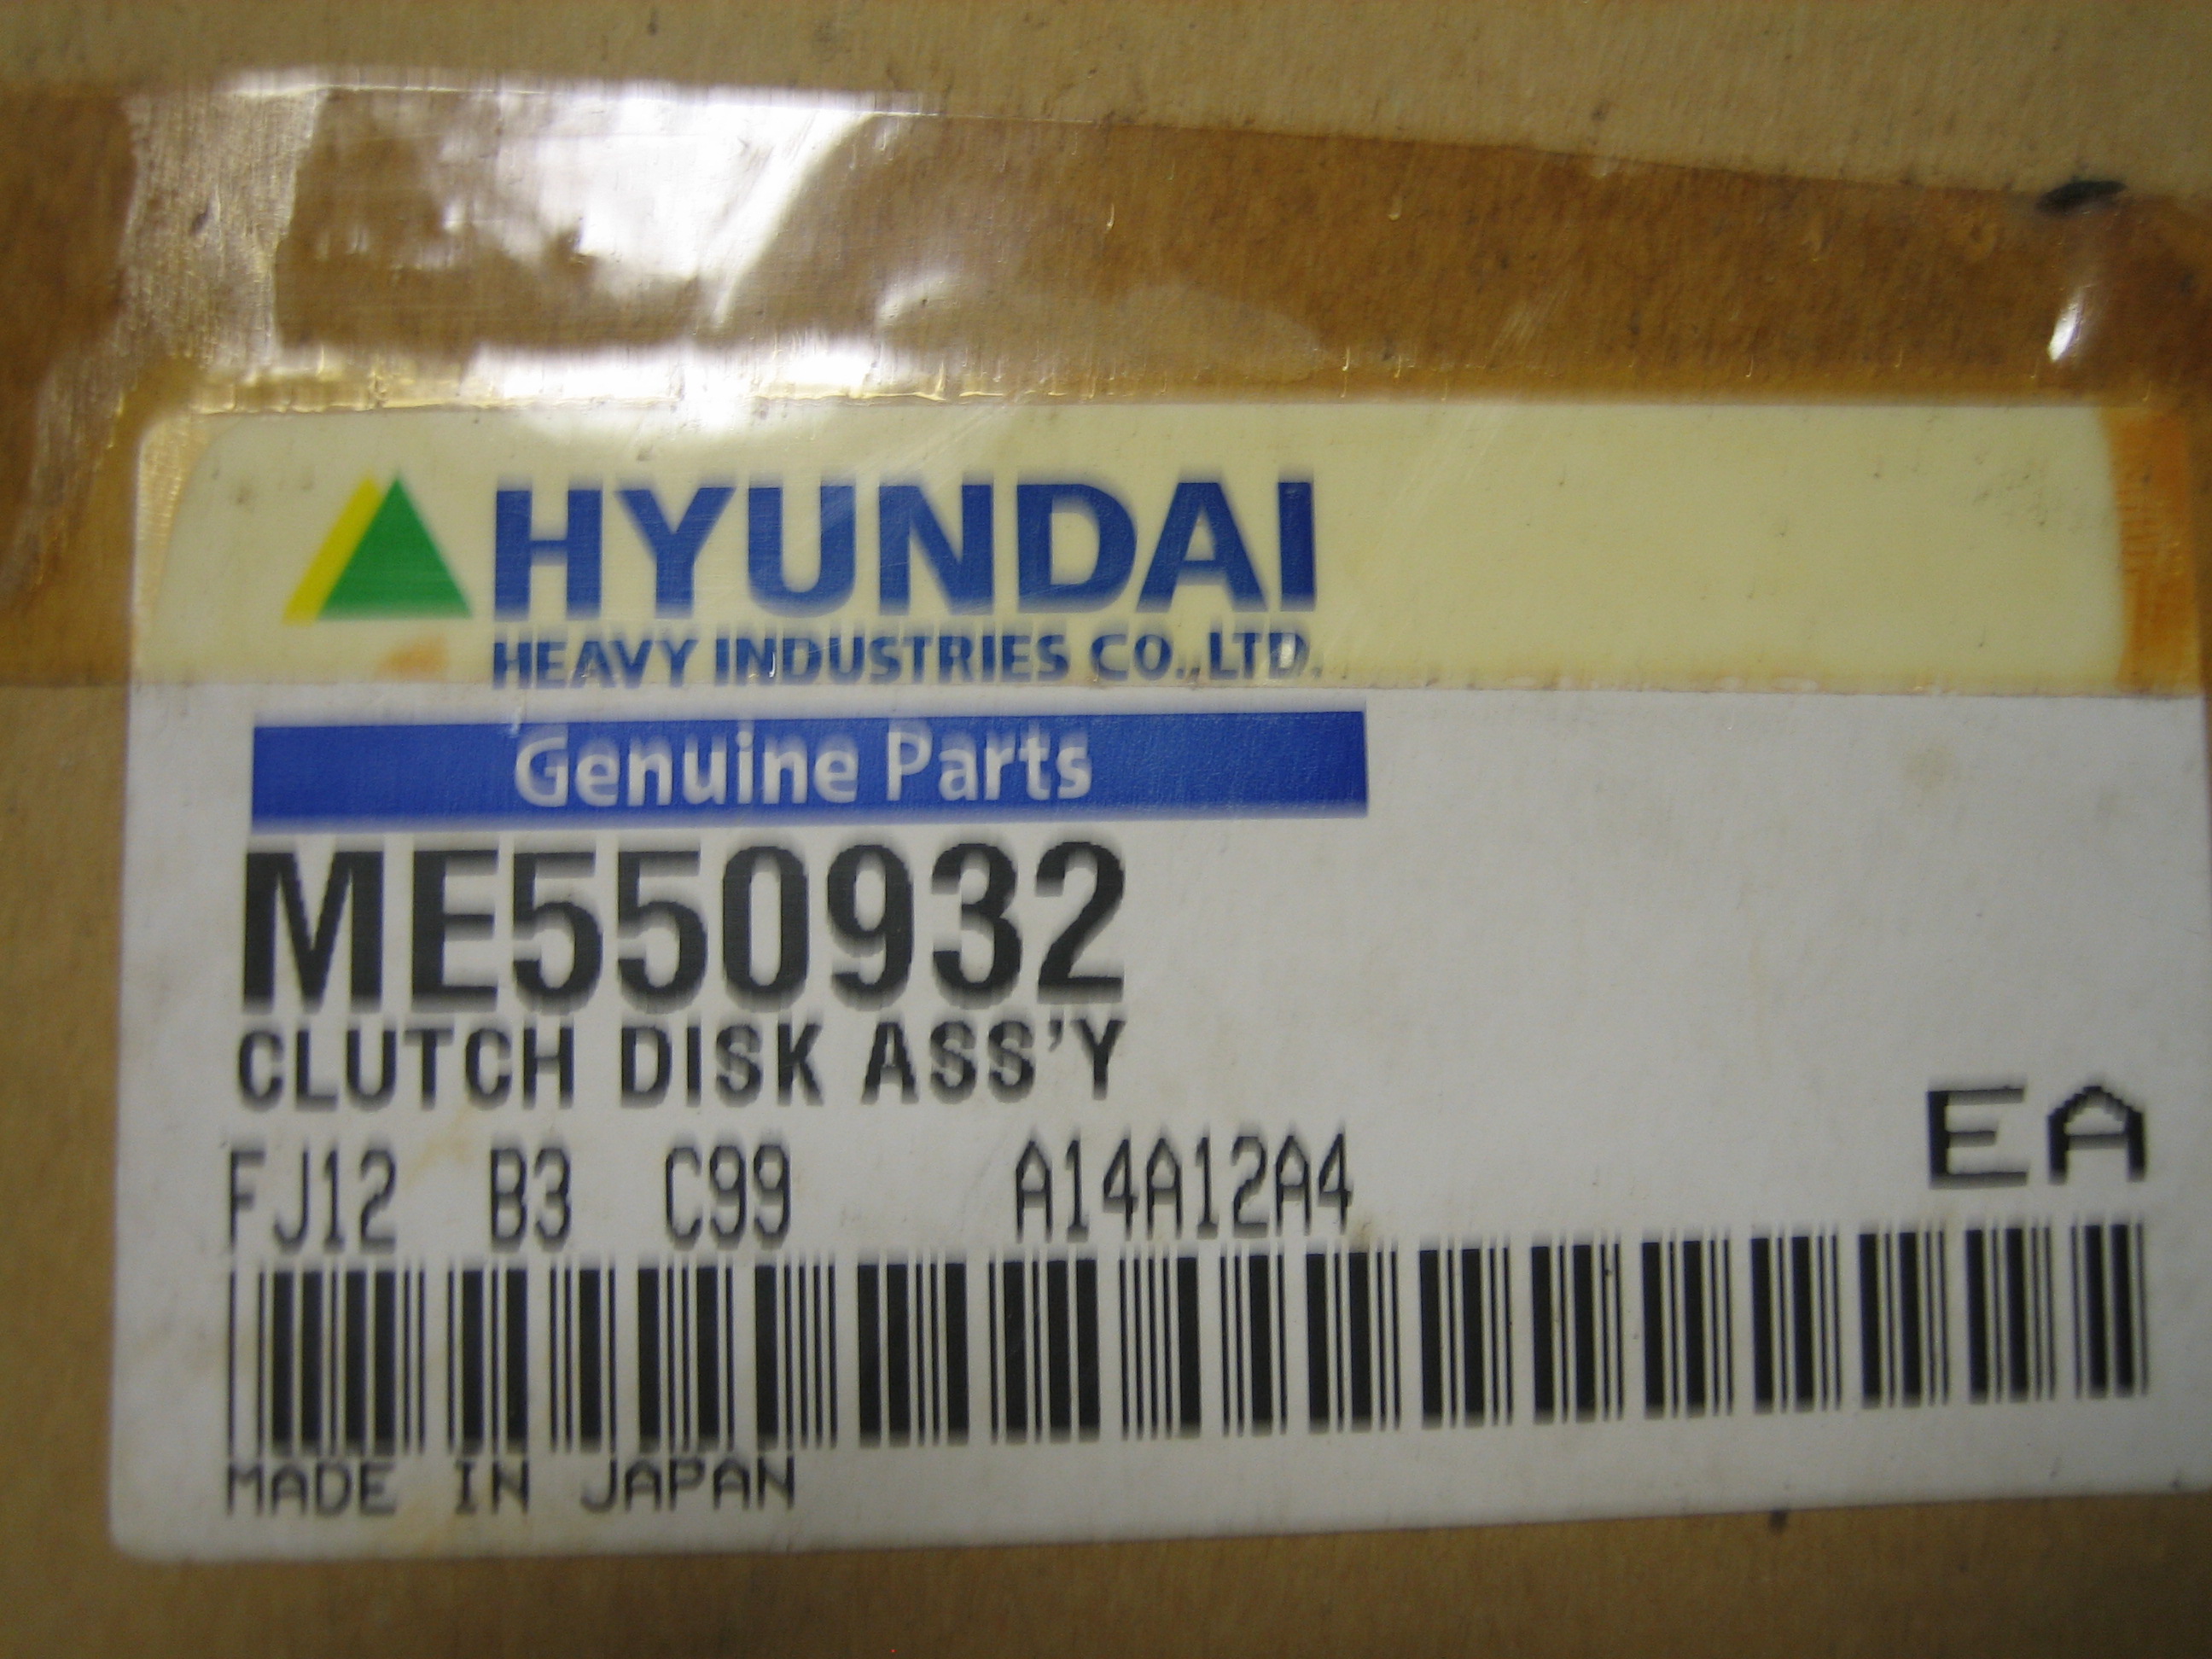 HYUNDAI
HEAVY INDUSTRIES CO.,LTD.
Genuine Parts
ME550932
CLUTCH DISK ASS'Y
FJ12 B3 C99 A14A12A4 EA
MADE IN JAPAN